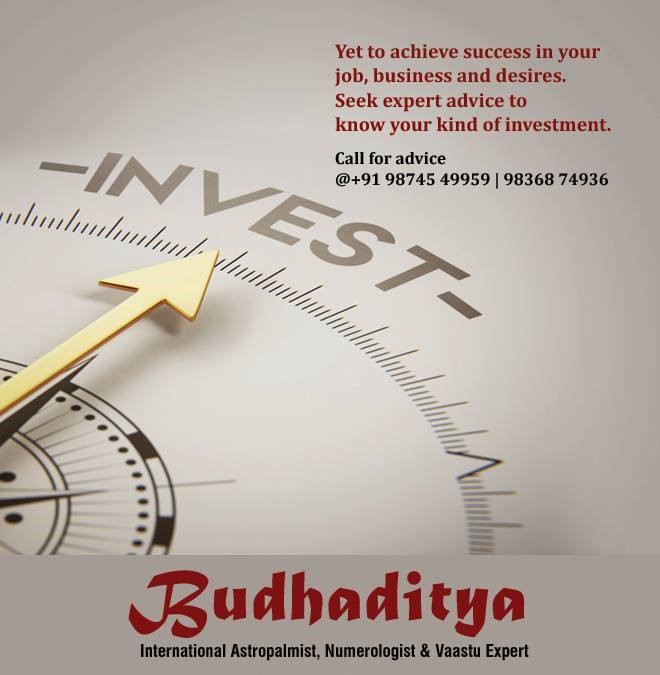 Yet to achieve success in your
job, business and desires.
Seek expert advice to
know your kind of investment.
Call for advice
@+91 98745 49959 | 98368 74936
-INVEST-
Budhaditya
International Astropalmist, Numerologist & Vaastu Expert